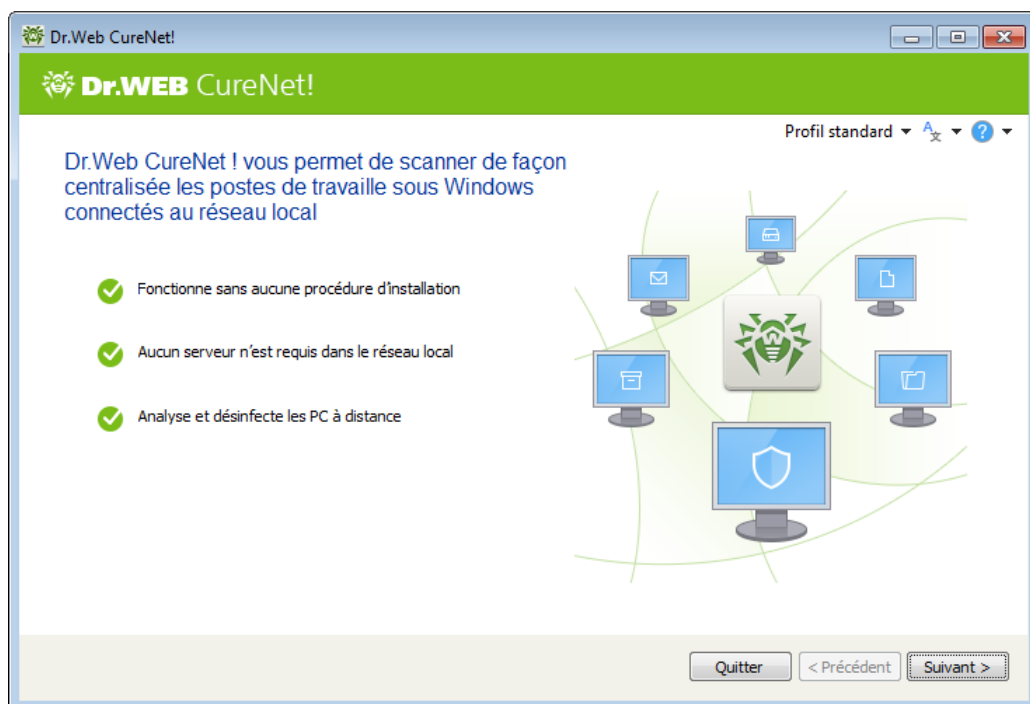 Dr.Web CureNet!
Dr.WEB CureNet!
Profil standard
Dr.Web CureNet ! vous permet de scanner de façon
centralisée les postes de travaille sous Windows
connectés au réseau local
Fonctionne sans aucune procédure d'installation
Aucun serveur n'est requis dans le réseau local
Analyse et désinfecte les PC à distance
Quitter
< Précédent
Suivant >